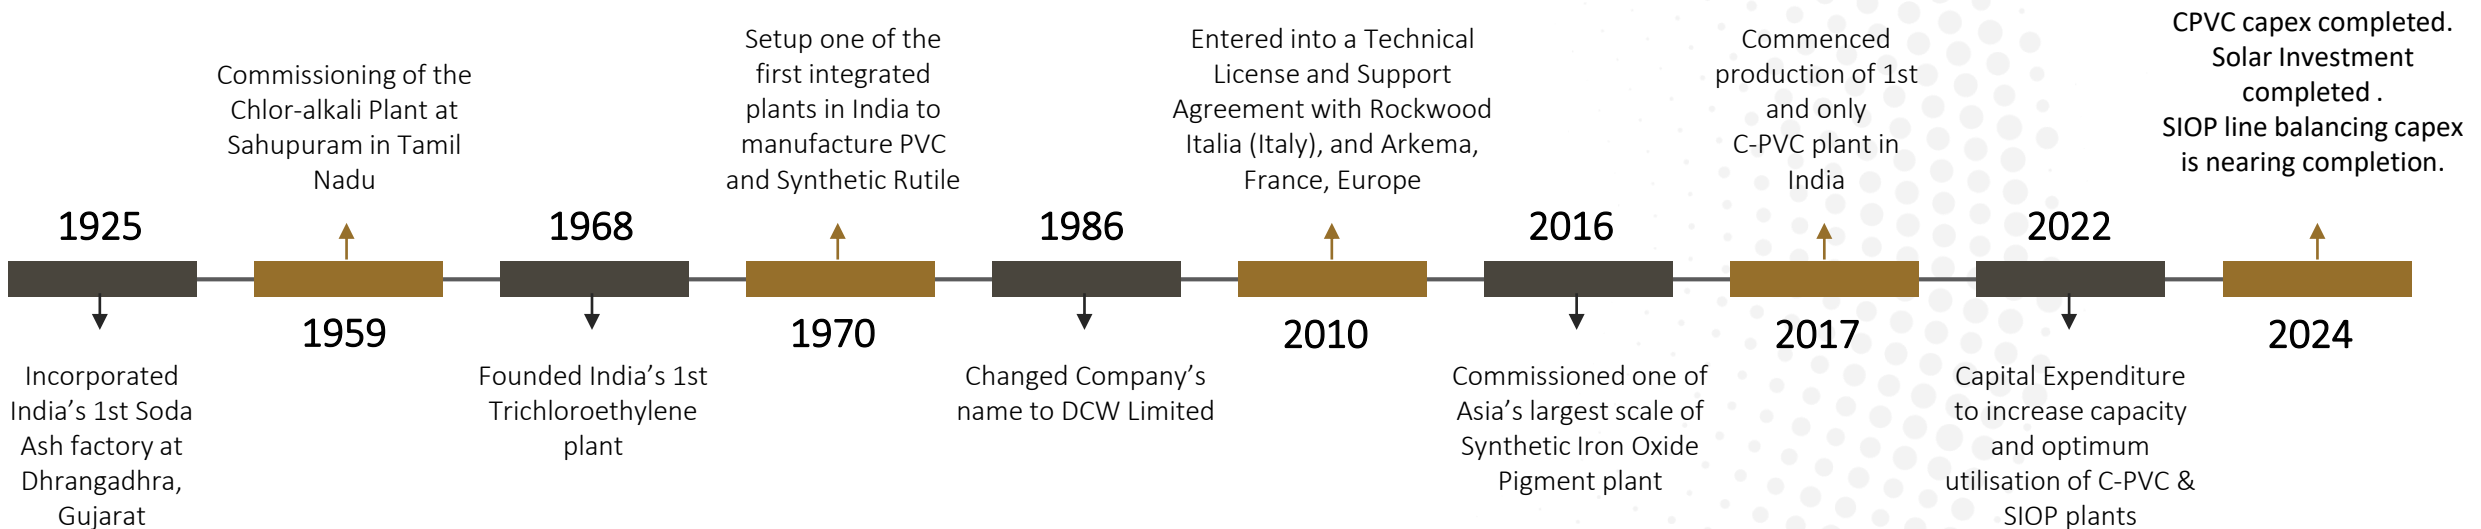 1925
Incorporated
India’s 1st Soda
Ash factory at
Dhrangadhra,
Gujarat
Commissioning of the
Chlor-alkali Plant at
Sahupuram in Tamil
Nadu
1959
1968
Founded India’s 1st
Trichloroethylene
plant
Setup one of the
first integrated
plants in India to
manufacture PVC
and Synthetic Rutile
1970
1986
Changed Company’s
name to DCW Limited
Entered into a Technical
License and Support
Agreement with Rockwood
Italia (Italy), and Arkema,
France, Europe
2010
2016
Commissioned one of
Asia’s largest scale of
Synthetic Iron Oxide
Pigment plant
Commenced
production of 1st
and only
C-PVC plant in
India
2017
2022
Capital Expenditure
to increase capacity
and optimum
utilisation of C-PVC &
SIOP plants
CPVC capex completed.
Solar Investment
completed .
SIOP line balancing capex
is nearing completion.
2024